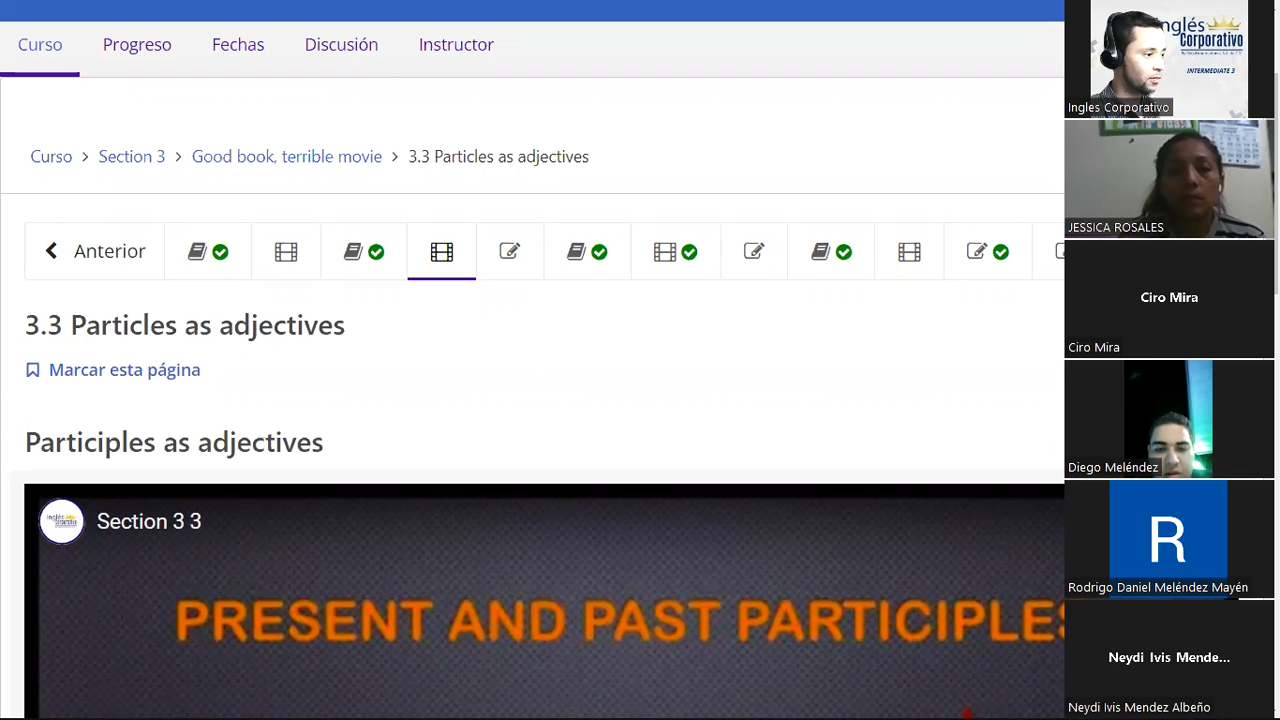 Curso Progreso Fechas Discusión Instructor
Curso > Section 3 > Good book, terrible movie > 3.3 Particles as adjectives
Anterior
3.3 Particles as adjectives
Marcar esta página
Participles as adjectives
Section 3 3
PRESENT AND PAST PARTICIPLES
Inglés
Corporativo
INTERMEDIATE 3
Ingles Corporativo
JESSICA ROSALES
Ciro Mira
Ciro Mira
Diego Meléndez
R
Rodrigo Daniel Meléndez Mayén
Neydi Ivis Mende...
Neydi Ivis Mendez Albeño